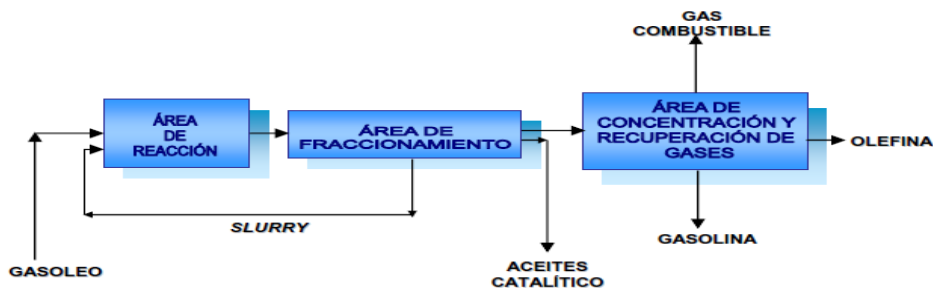 GAS
COMBUSTIBLE
ÁREA
DE
REACCIÓN
ÁREA DE
FRACCIONAMIENTO
ÁREA DE
CONCENTRACIÓN Y
RECUPERACIÓN DE
GASES
OLEFINA
SLURRY
GASOLINA
GASOLEO
ACEITES
CATALÍTICO